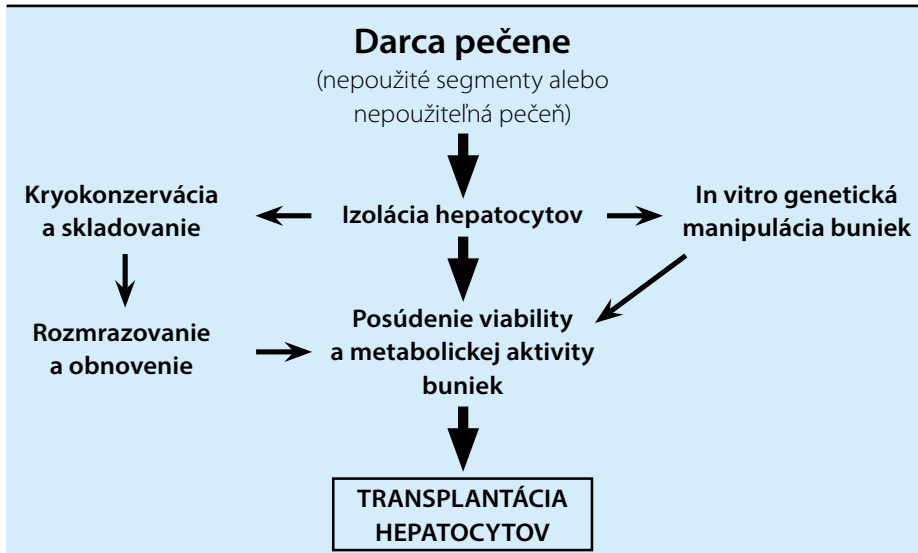 Darca pečene
(nepoužité segmenty alebo
nepoužiteľná pečeň)
Kryokonzervácia
a skladovanie
Izolácia hepatocytov
In vitro genetická
manipulácia buniek
Rozmrazovanie
a obnovenie
Posúdenie viability
a metabolickej aktivity
buniek
TRANSPLANTÁCIA
HEPATOCYTOV